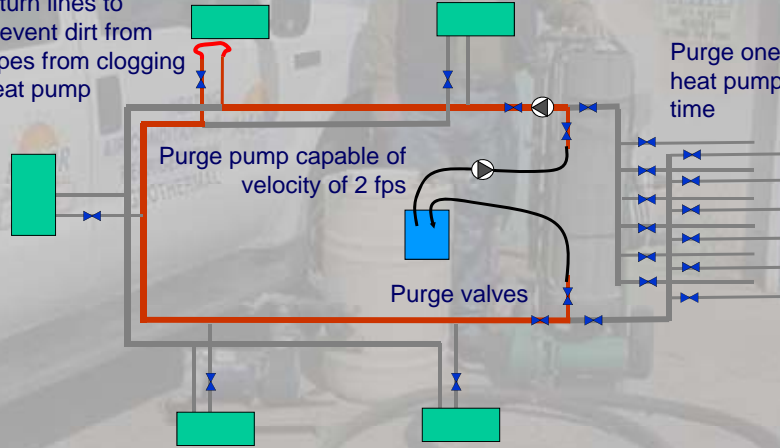 turn lines to
event dirt from
pes from clogging
eat pump
Purge one
heat pump
time
Purge pump capable of
velocity of 2 fps
Purge valves